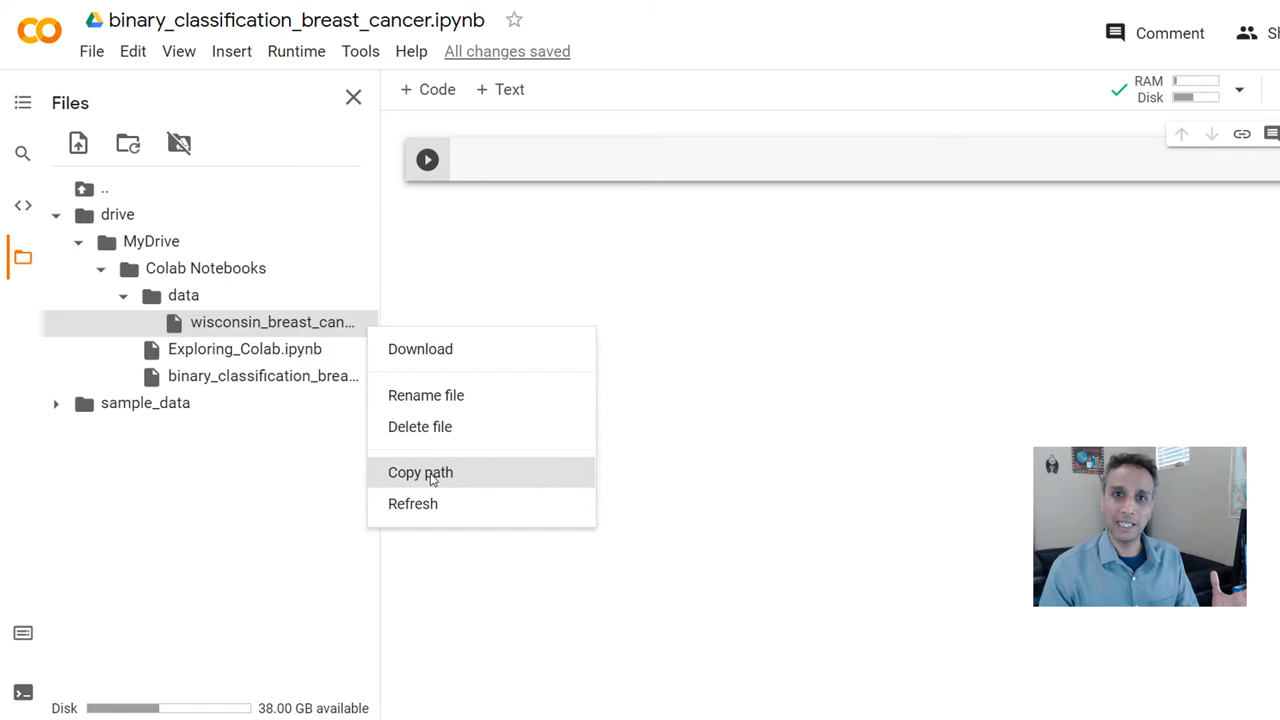 binary_classification_breast_cancer.ipynb
File Edit View Insert Runtime Tools Help All changes saved
Comment
+ Code + Text
RAM
Disk
Files
..
drive
MyDrive
Colab Notebooks
data
wisconsin_breast_can...
Exploring_Colab.ipynb
binary_classification_brea...
sample_data
Download
Rename file
Delete file
Copy path
Refresh
Disk 38.00 GB available